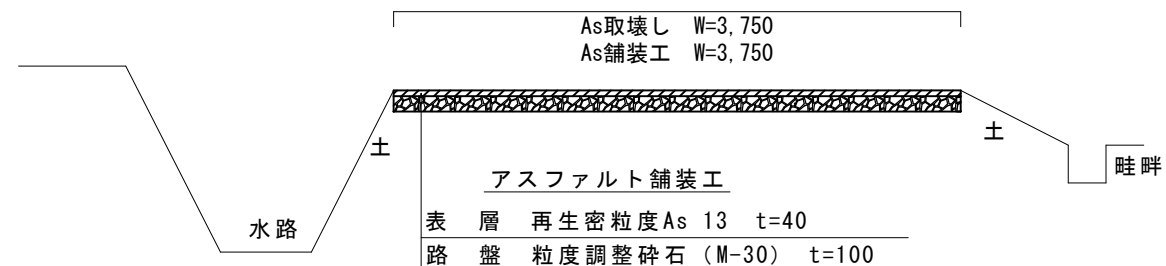 As取壊し W=3,750
As舗装工 W=3,750
土
土
畦畔
アスファルト舗装工
水路
表 層 再生密粒度As 13 t=40
路 盤 粒度調整砕石（M-30） t=100